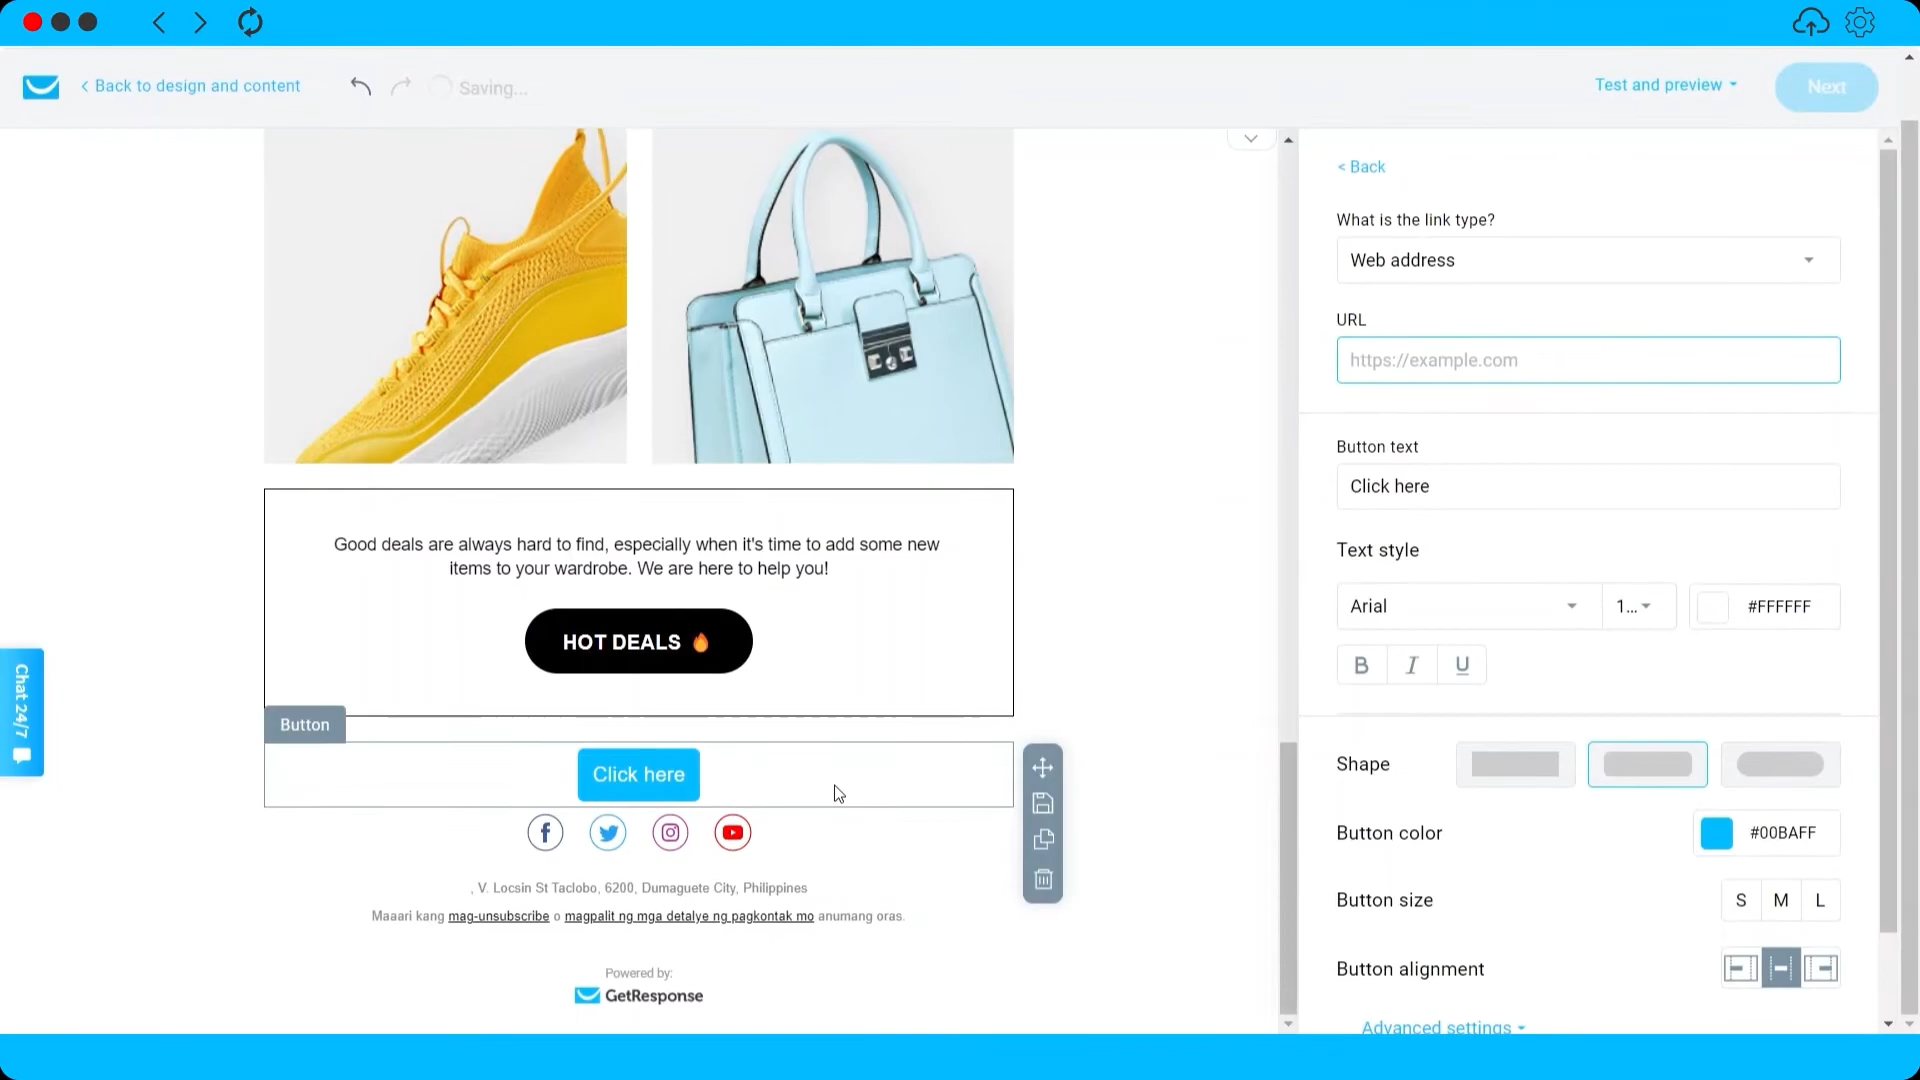 < Back to design and content
Saving...
Test and preview
Next
< Back
What is the link type?
Web address
URL
https://example.com
Button text
Click here
Text style
Arial
1...
#FFFFFF
B I U
Good deals are always hard to find, especially when it's time to add some new
items to your wardrobe. We are here to help you!
HOT DEALS 🔥
Button
Click here
Chat 24/7
, V. Locsin St Taclobo, 6200, Dumaguete City, Philippines
Maaari kang mag-unsubscribe o magpalit ng mga detalye ng pagkontak mo anumang oras.
Powered by:
GetResponse
Shape
Button color
#00BAFF
Button size
S M L
Button alignment
Advanced settings